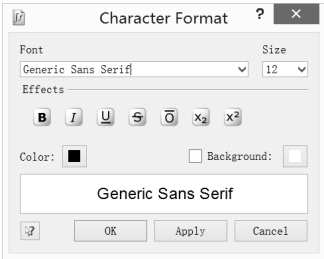 Character Format ? ×
Font Size
Generic Sans Serif 12
Effects
B I U S O x₂ x²
Color: Background:
Generic Sans Serif
? OK Apply Cancel